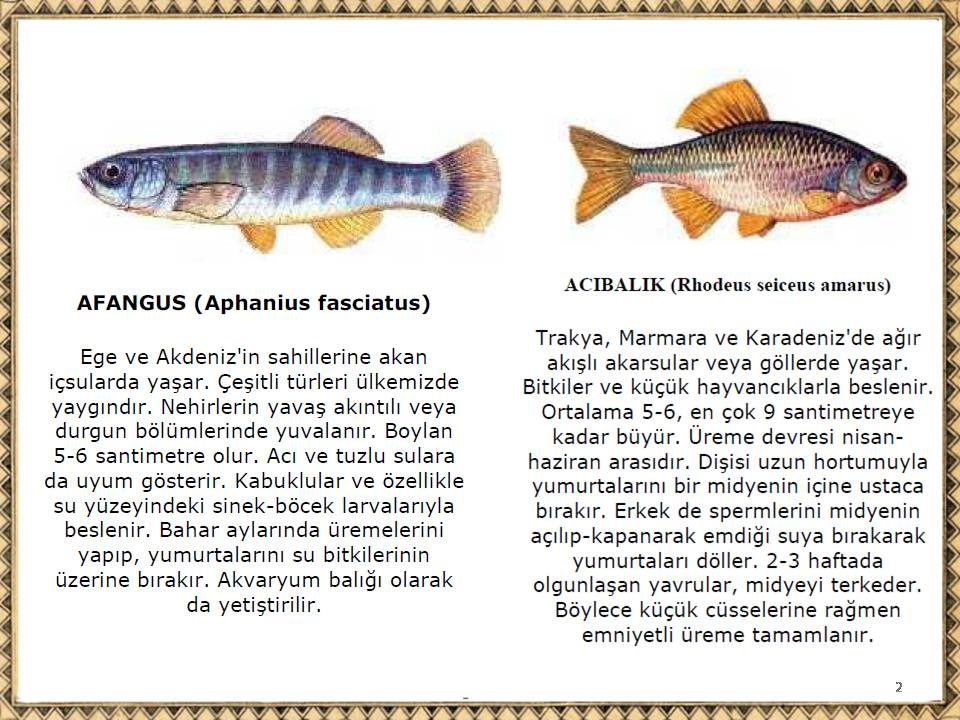 AFANGUS (Aphanius fasciatus)
Ege ve Akdeniz'in sahillerine akan
içsularda yaşar. Çeşitli türleri ülkemizde
yaygındır. Nehirlerin yavaş akıntılı veya
durgun bölümlerinde yuvalanır. Boylan
5-6 santimetre olur. Acı ve tuzlu sulara
da uyum gösterir. Kabuklular ve özellikle
su yüzeyindeki sinek-böcek larvalarıyla
beslenir. Bahar aylarında üremelerini
yapıp, yumurtalarını su bitkilerinin
üzerine bırakır. Akvaryum balığı olarak
da yetiştirilir.
ACIBALIK (Rhodeus seiceus amarus)
Trakya, Marmara ve Karadeniz'de ağır
akışlı akarsular veya göllerde yaşar.
Bitkiler ve küçük hayvancıklarla beslenir.
Ortalama 5-6, en çok 9 santimetreye
kadar büyür. Üreme devresi nisan-
haziran arasıdır. Dişisi uzun hortumuyla
yumurtalarını bir midyenin içine ustaca
bırakır. Erkek de spermlerini midyenin
açılıp-kapanarak emdiği suya bırakarak
yumurtaları döller. 2-3 haftada
olgunlaşan yavrular, midyeyi terkeder.
Böylece küçük cüsselerine rağmen
emniyetli üreme tamamlanır.
2